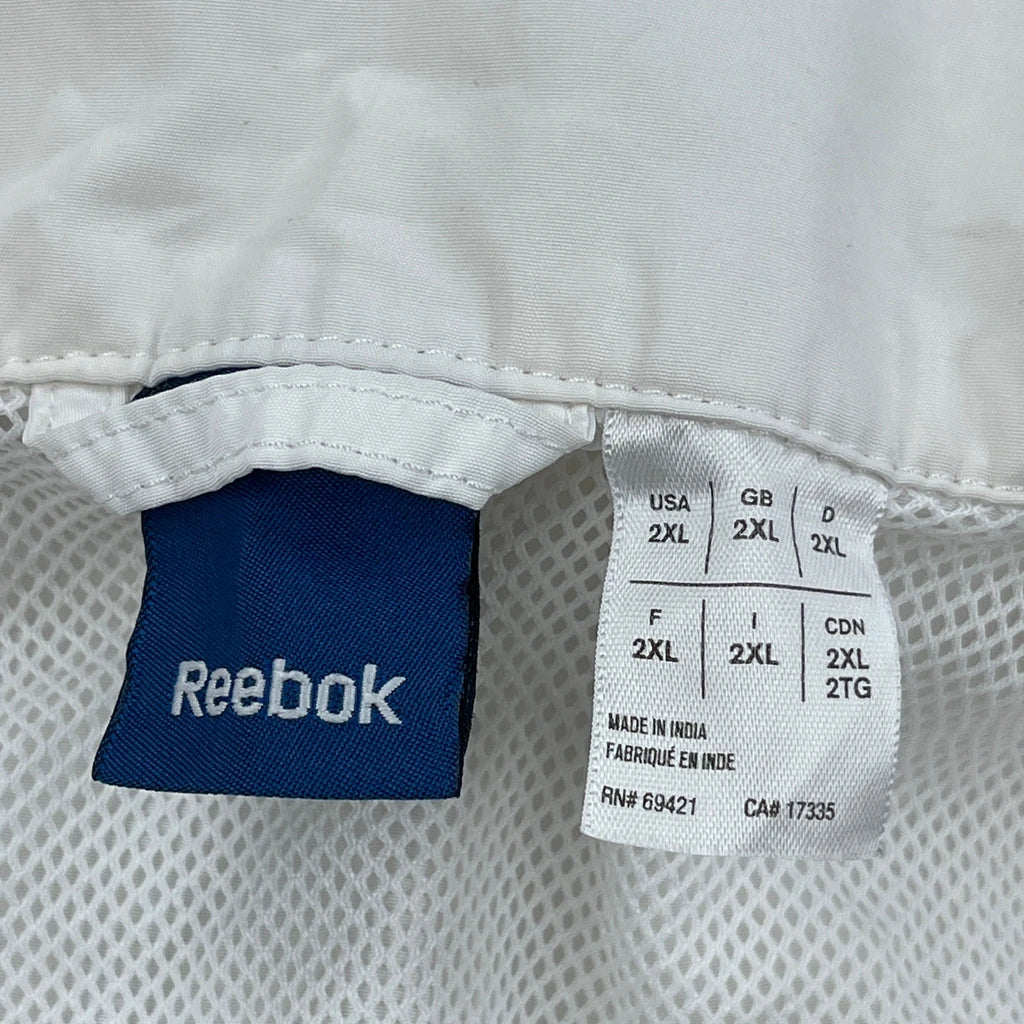 Reebok
USA GB D
2XL 2XL 2XL
F I CDN
2XL 2XL 2XL
2TG
MADE IN INDIA
FABRIQUÉ EN INDE
RN# 69421 CA# 17335